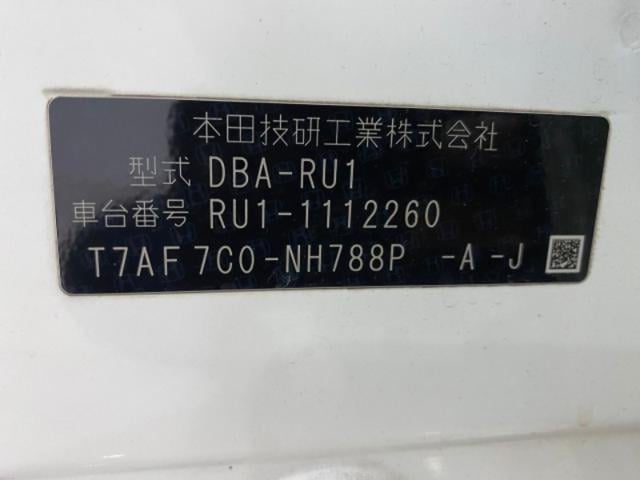 本田技研工業株式会社
型式 DBA-RU1
車台番号 RU1-1112260
T7AF7C0-NH788P -A-J